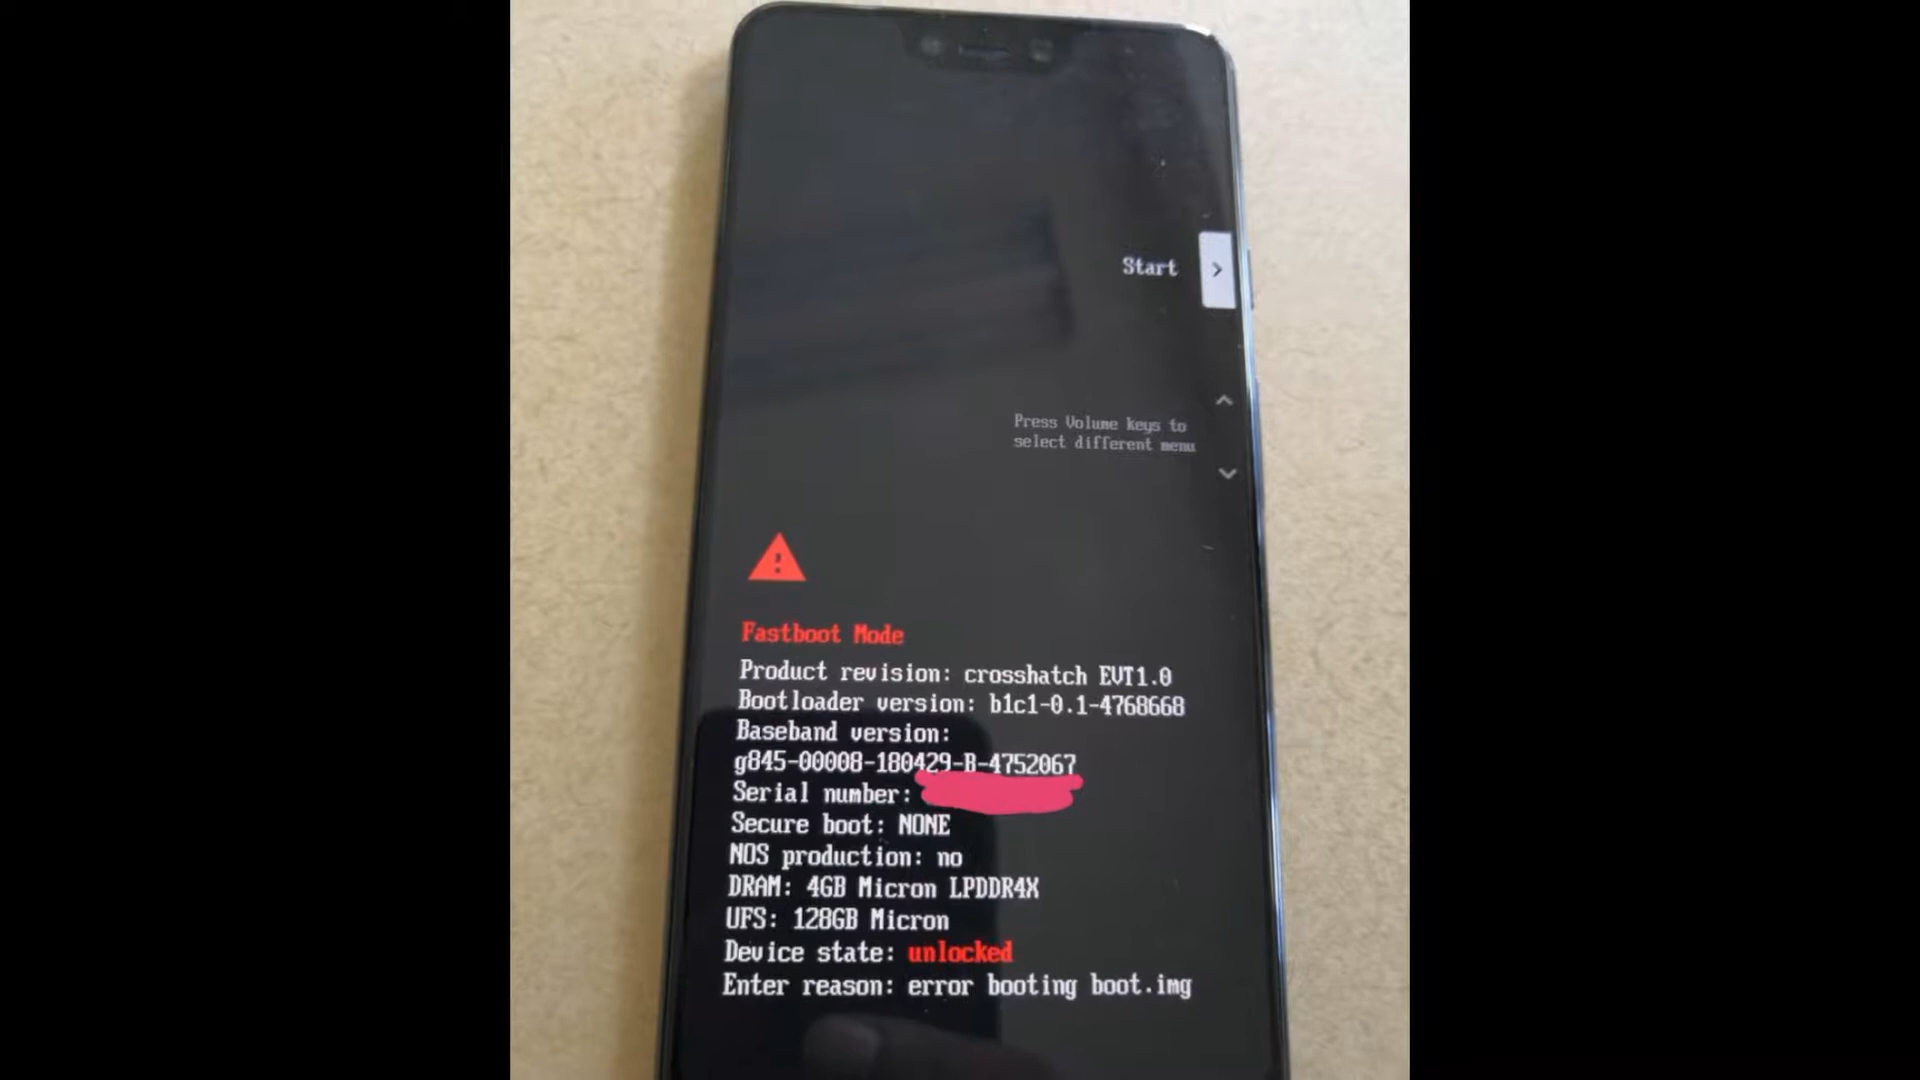 Start
Press Volume keys to
select different menu
Fastboot Mode
Product revision: crosshatch EVT1.0
Bootloader version: b1c1-0.1-4768668
Baseband version:
g845-00008-180429-B-4752067
Serial number:
Secure boot: NONE
NOS production: no
DRAM: 4GB Micron LPDDR4X
UFS: 128GB Micron
Device state: unlocked
Enter reason: error booting boot.img